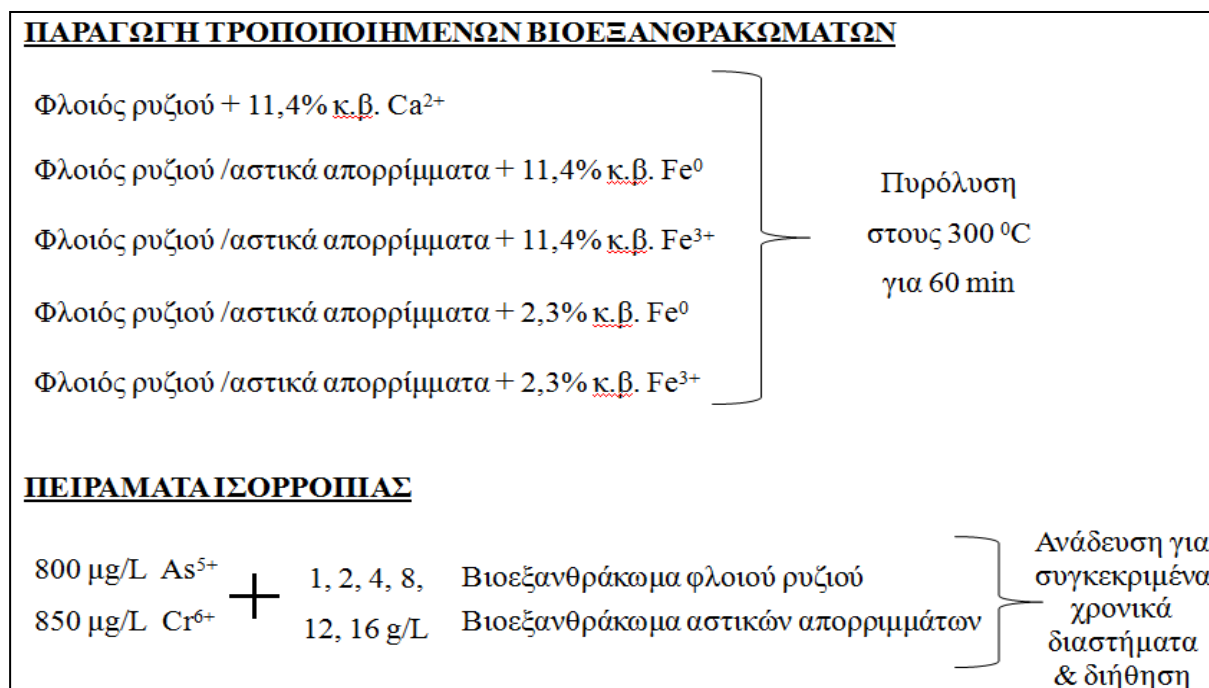 ΠΑΡΑΓΩΓΗ ΤΡΟΠΟΠΟΙΗΜΕΝΩΝ ΒΙΟΕΞΑΝΘΡΑΚΩΜΑΤΩΝ
Φλοιός ρυζιού + 11,4% κ.β. Ca²⁺
Φλοιός ρυζιού /αστικά απορρίμματα + 11,4% κ.β. Fe⁰
Φλοιός ρυζιού /αστικά απορρίμματα + 11,4% κ.β. Fe³⁺
Φλοιός ρυζιού /αστικά απορρίμματα + 2,3% κ.β. Fe⁰
Φλοιός ρυζιού /αστικά απορρίμματα + 2,3% κ.β. Fe³⁺
Πυρόλυση
στους 300 ⁰C
για 60 min
ΠΕΙΡΑΜΑΤΑ ΙΣΟΡΡΟΠΙΑΣ
800 μg/L As⁵⁺
850 μg/L Cr⁶⁺
+
1, 2, 4, 8,
12, 16 g/L
Βιοεξανθράκωμα φλοιού ρυζιού
Βιοεξανθράκωμα αστικών απορριμμάτων
Ανάδευση για
συγκεκριμένα
χρονικά
διαστήματα
& διήθηση